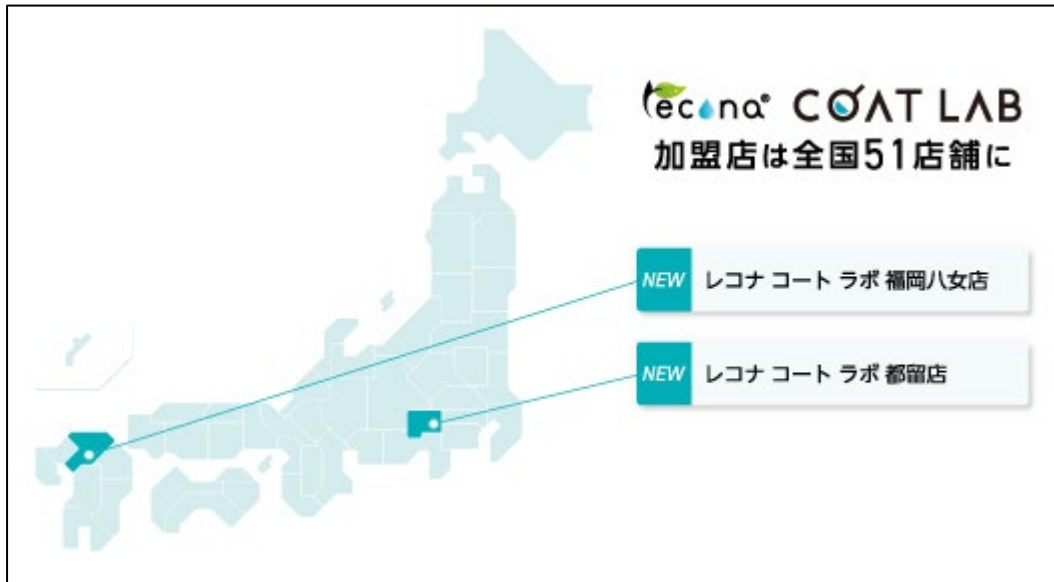 recona® COAT LAB
加盟店は全国51店舗に
NEW レコナ コート ラボ 福岡八女店
NEW レコナ コート ラボ 都留店